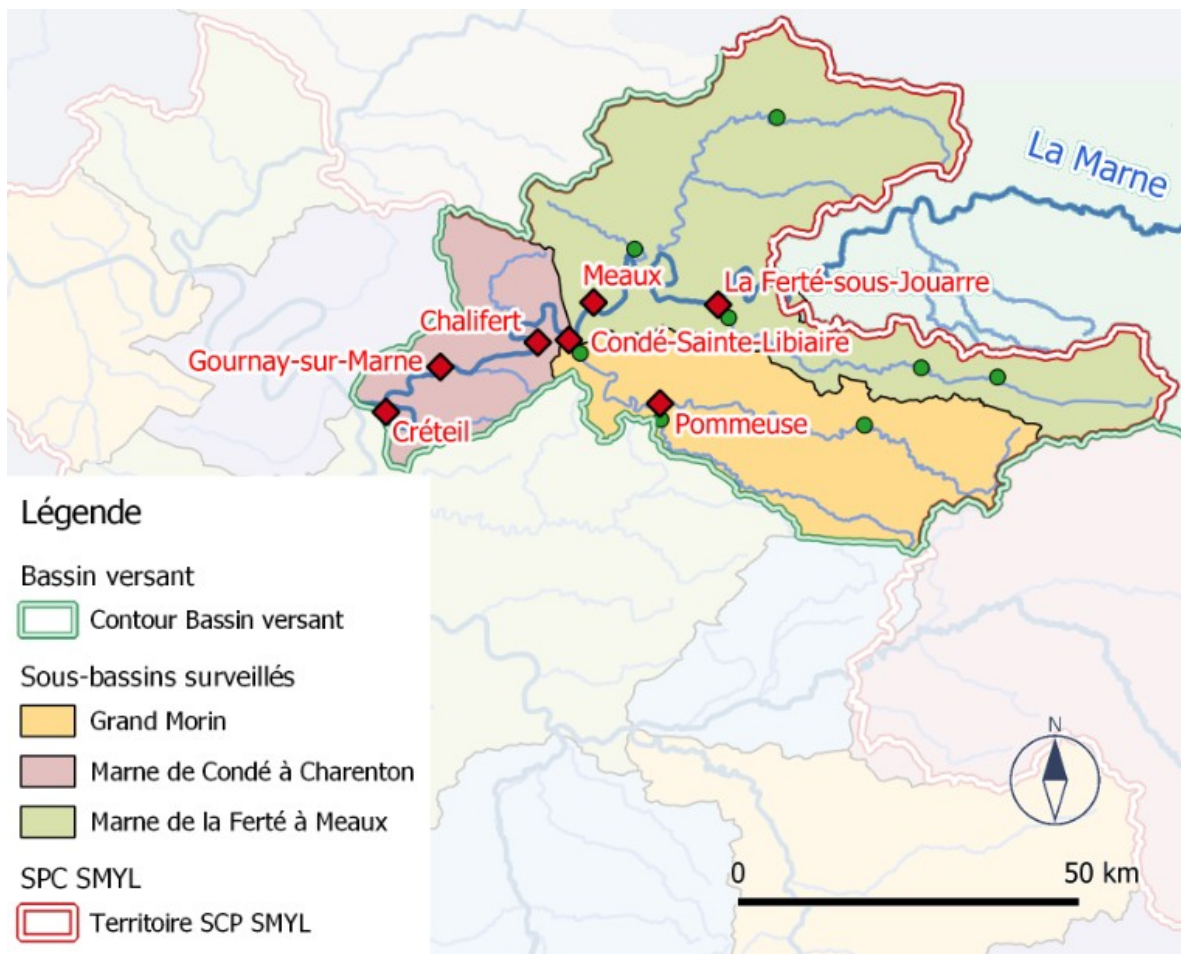 La Marne
Meaux
La Ferté-sous-Jouarre
Chalifert
Condé-Sainte-Libiaire
Gournay-sur-Marne
Créteil
Pommeuse
Légende
Bassin versant
Contour Bassin versant
Sous-bassins surveillés
Grand Morin
Marne de Condé à Charenton
Marne de la Ferté à Meaux
SPC SMYL
Territoire SCP SMYL
N
0 50 km